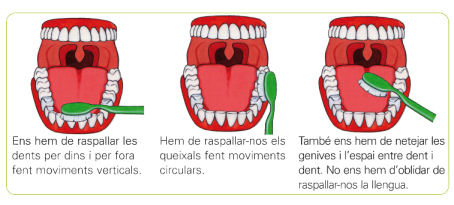 Ens hem de raspallar les
dents per dins i per fora
fent moviments verticals.
Hem de raspallar-nos els
queixals fent moviments
circulars.
També ens hem de netejar les
genives i l'espai entre dent i
dent. No ens hem d'oblidar de
raspallar-nos la llengua.